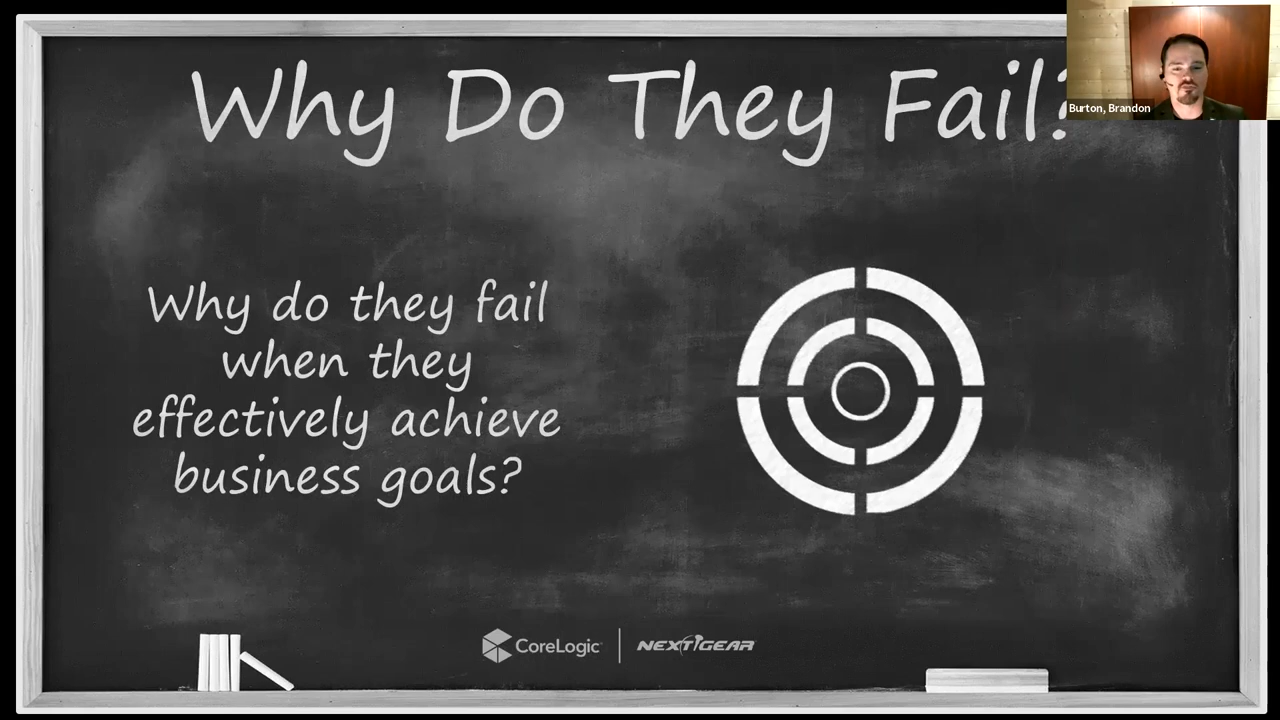 Why Do They Fail?
Burton, Brandon
Why do they fail
when they
effectively achieve
business goals?
CoreLogic
NEXTGEAR